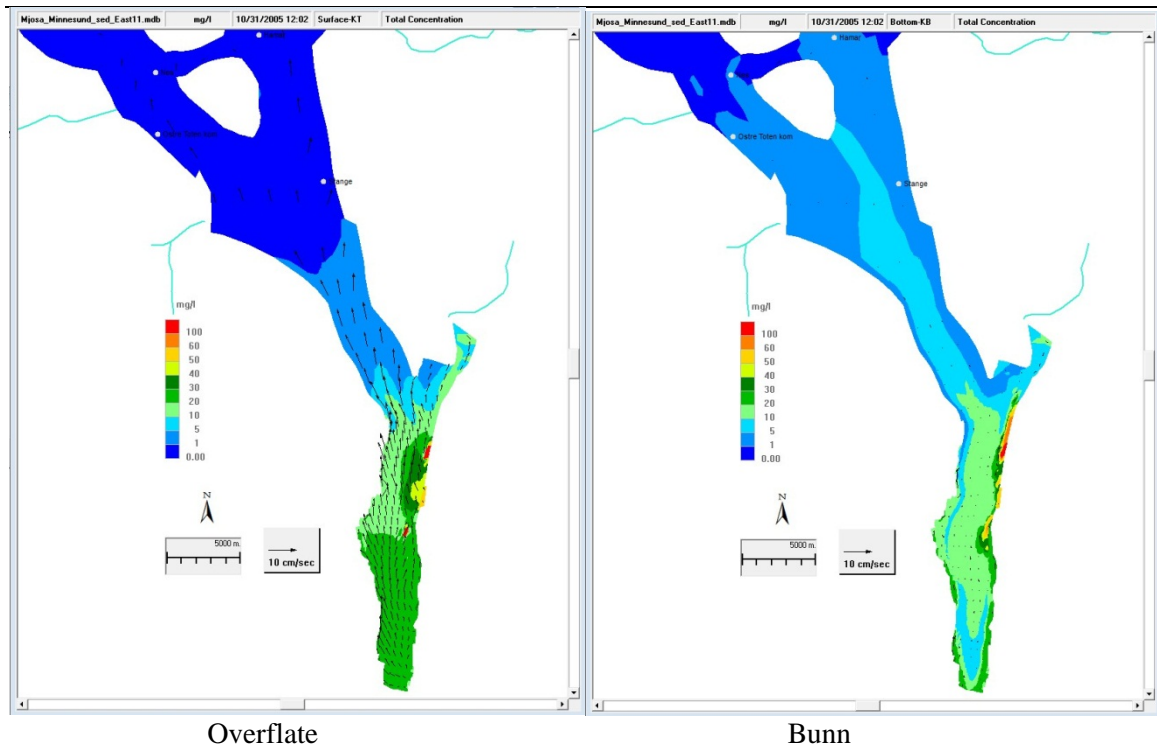 Mjosa_Minnesund_sed_East11.mdb mg/l 10/31/2005 12:02 Surface-KT Total Concentration
Ostre Toten kom
mg/l
100
60
50
40
30
20
10
5
1
0.00
N
5000 m.
10 cm/sec
Overflate
Mjosa_Minnesund_sed_East11.mdb mg/l 10/31/2005 12:02 Bottom-KB Total Concentration
Hamar
Ostre Toten kom
Stange
mg/l
100
60
50
40
30
20
10
5
1
0.00
N
5000 m.
10 cm/sec
Bunn